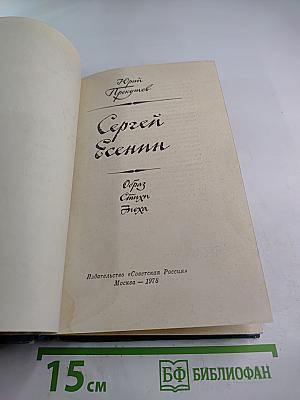 Юрий
Прокушев
Сергей
Есенин
Образ
Стихи
Эпоха
Издательство «Советская Россия»
Москва — 1978
15 см
БФ БИБЛИОФАН